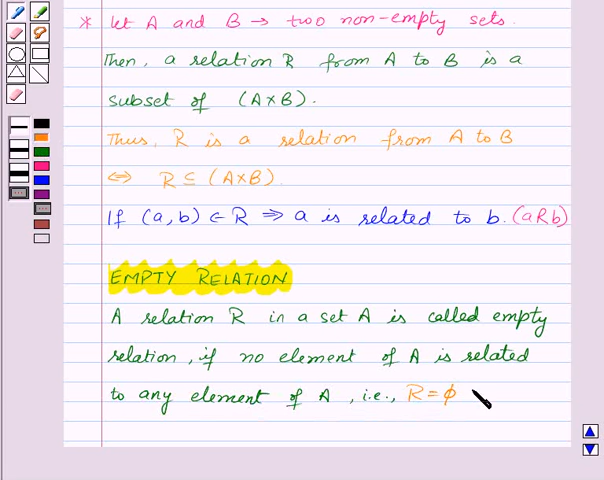 * Let A and B → two non-empty sets.
Then, a relation R from A to B is a
subset of (A×B).
Thus, R is a relation from A to B
⇔ R ⊆ (A×B).
If (a, b) ∈ R ⇒ a is related to b. (aRb)
EMPTY RELATION
A relation R in a set A is called empty
relation, if no element of A is related
to any element of A, i.e., R = ϕ